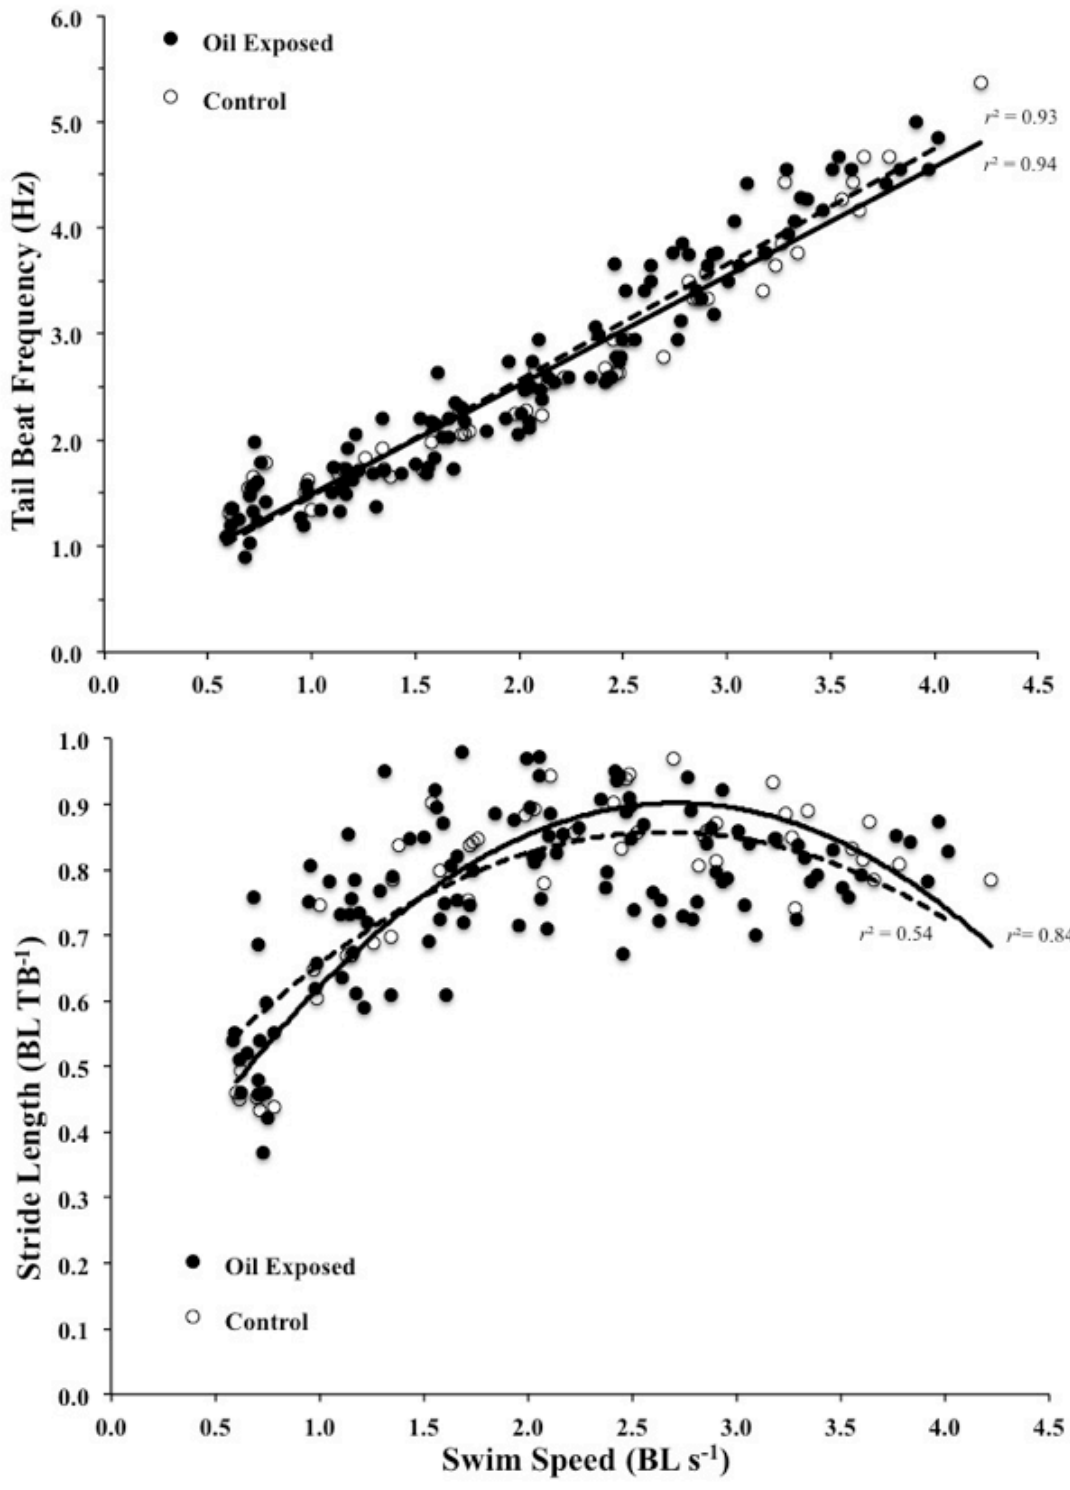 6.0
Oil Exposed
Control
5.0
r² = 0.93
r² = 0.94
4.0
3.0
2.0
1.0
0.0
Tail Beat Frequency (Hz)
0.0 0.5 1.0 1.5 2.0 2.5 3.0 3.5 4.0 4.5
1.0
0.9
0.8
0.7
r² = 0.54
r²= 0.84
0.6
0.5
0.4
0.3
0.2
0.1
0.0
Stride Length (BL TB⁻¹)
Oil Exposed
Control
0.0 0.5 1.0 1.5 2.0 2.5 3.0 3.5 4.0 4.5
Swim Speed (BL s⁻¹)